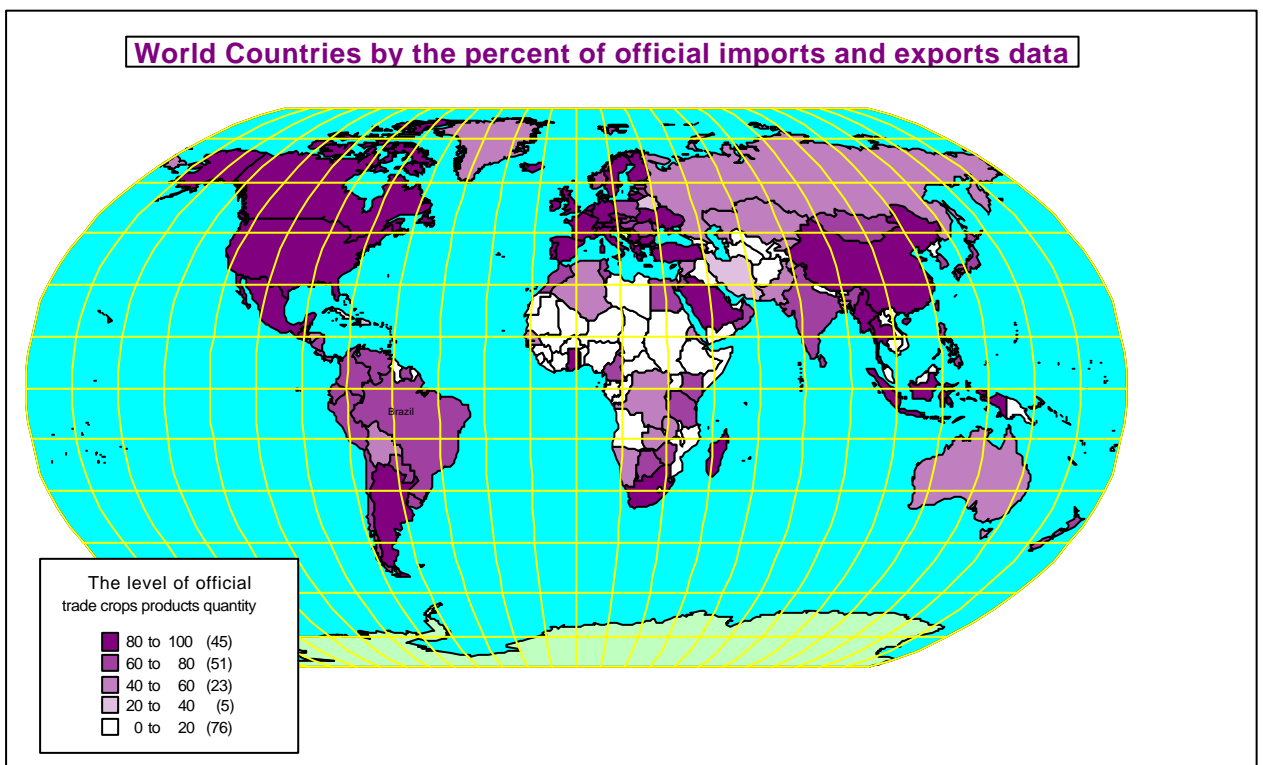 World Countries by the percent of official imports and exports data
Brazil
The level of official
trade crops products quantity
80 to 100 (45)
60 to 80 (51)
40 to 60 (23)
20 to 40 (5)
0 to 20 (76)